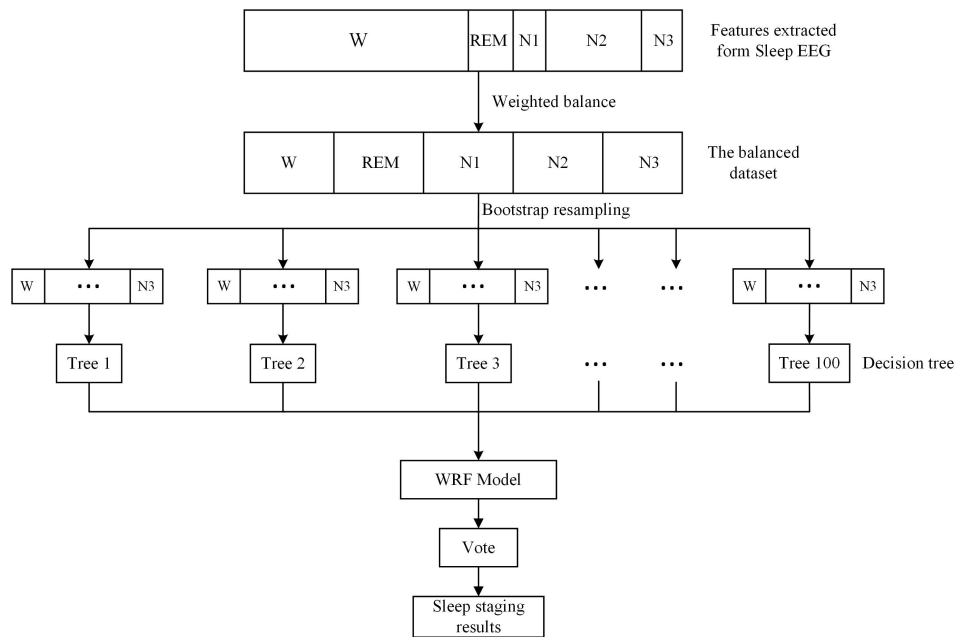 W REM N1 N2 N3
Features extracted
form Sleep EEG
Weighted balance
W REM N1 N2 N3
The balanced
dataset
Bootstrap resampling
W ... N3 W ... N3 W ... N3 ... ... W ... N3
Tree 1 Tree 2 Tree 3 ... ... Tree 100 Decision tree
WRF Model
Vote
Sleep staging
results